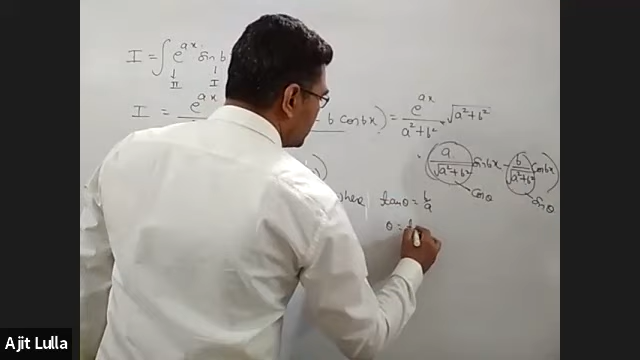 I = ∫ e^{ax} sin b
↓ II ↓ I
I = e^{ax} b cos bx) = e^{ax}/(a²+b²) · √(a²+b²)
a/√(a²+b²) sin bx - b/√(a²+b²) cos bx)
cos θ sin θ
where tan θ = b/a
θ = t
Ajit Lulla